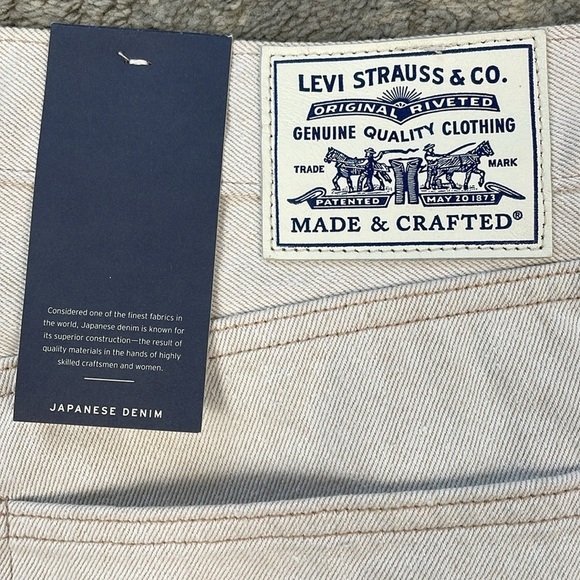 LEVI STRAUSS & CO.
ORIGINAL RIVETED
GENUINE QUALITY CLOTHING
TRADE MARK
PATENTED MAY 20 1873
MADE & CRAFTED®
Considered one of the finest fabrics in
the world, Japanese denim is known for
its superior construction—the result of
quality materials in the hands of highly
skilled craftsmen and women.
JAPANESE DENIM